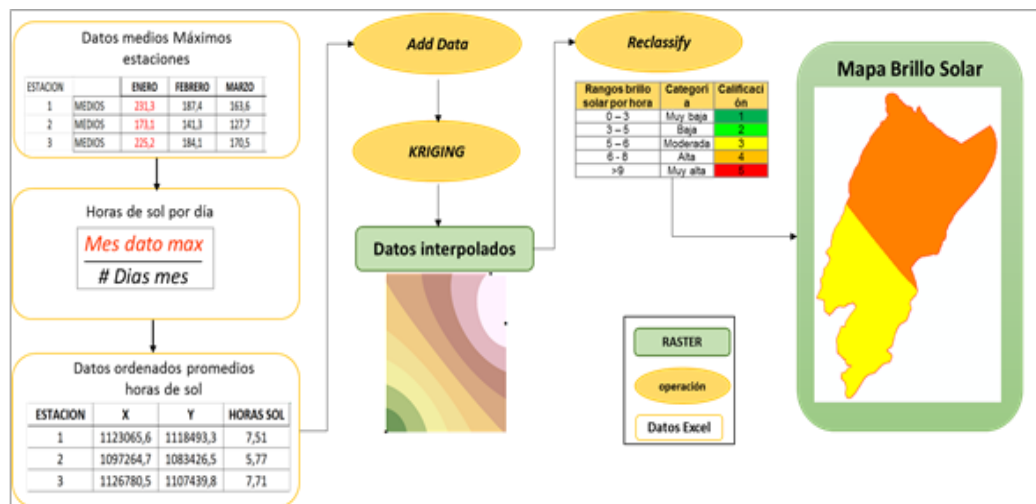 Datos medios Máximos
estaciones
ESTACION ENERO FEBRERO MARZO
1 MEDIOS 231,3 187,4 163,6
2 MEDIOS 173,1 141,3 127,7
3 MEDIOS 225,2 184,1 170,5
Horas de sol por día
Mes dato max
# Dias mes
Datos ordenados promedios
horas de sol
ESTACION X Y HORAS SOL
1 1123065,6 1118493,3 7,51
2 1097264,7 1083426,5 5,77
3 1126780,5 1107439,8 7,71
Add Data
KRIGING
Datos interpolados
Reclassify
Rangos brillo Categorí Calificac
solar por hora a ión
0 – 3 Muy baja 1
3 – 5 Baja 2
5 – 6 Moderada 3
6 - 8 Alta 4
>9 Muy alta 5
RASTER
operación
Datos Excel
Mapa Brillo Solar